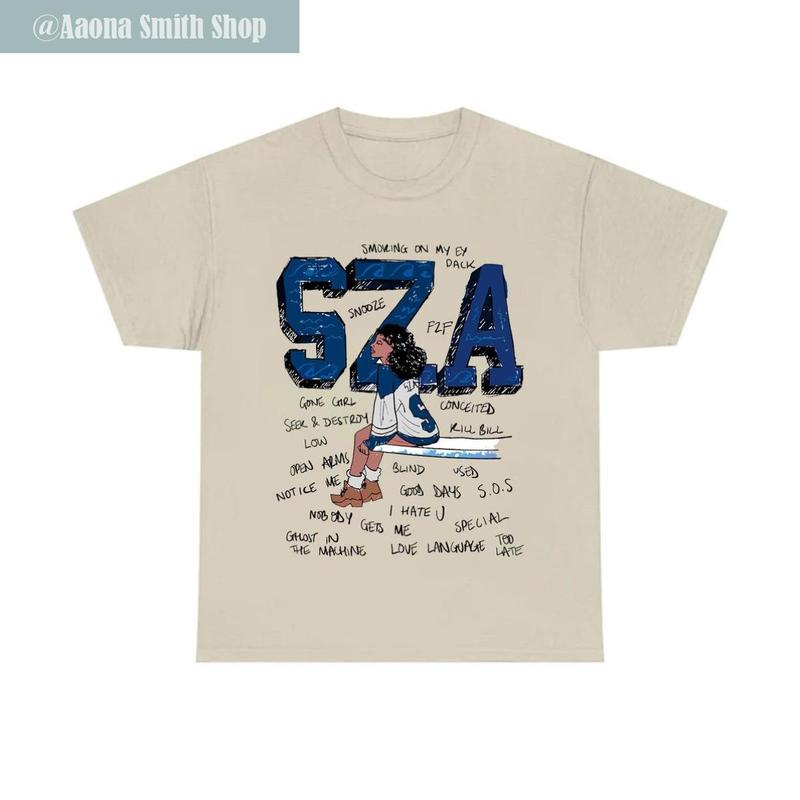 @Aaona Smith Shop
SMOKING ON MY EY
DACK
SZA
SNOOZE
F2F
GONE GIRL
CONCEITED
SEEK & DESTROY
KILL BILL
LOW
OPEN ARMS
BLIND
USED
NOTICE ME
GOOD DAYS
S.O.S
NOBODY
GETS ME
I HATE U
SPECIAL
GHOST IN
THE MACHINE
LOVE LANGUAGE
TOO
LATE